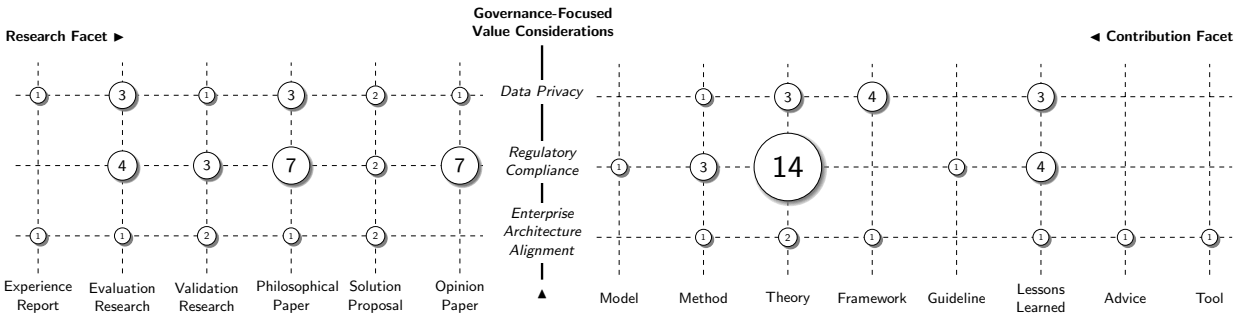 Governance-Focused
Value Considerations
Research Facet ►
◄ Contribution Facet
1 3 1 3 2 1 Data Privacy 1 3 4 3
4 3 7 2 7 Regulatory
Compliance 1 3 14 1 4
1 1 2 1 2 Enterprise
Architecture
Alignment 1 2 1 1 1 1
Experience
Report
Evaluation
Research
Validation
Research
Philosophical
Paper
Solution
Proposal
Opinion
Paper
▲
Model
Method
Theory
Framework
Guideline
Lessons
Learned
Advice
Tool